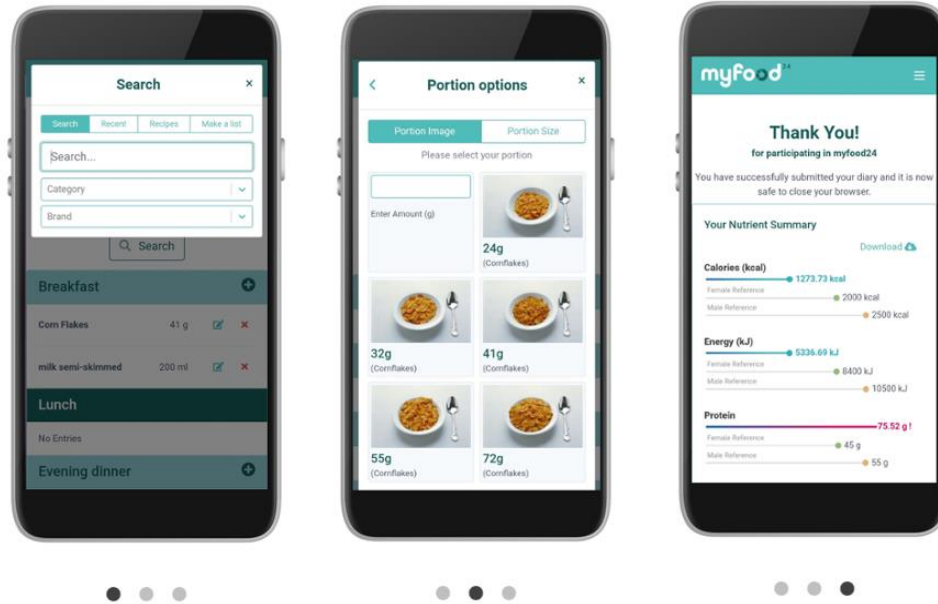 Search ×
Search Recent Recipes Make a list
Search...
Category
Brand
Search
Breakfast
Corn Flakes 41 g ×
milk semi-skimmed 200 ml ×
Lunch
No Entries
Evening dinner
Portion options ×
Portion Image Portion Size
Please select your portion
Enter Amount (g)
24g
(Cornflakes)
32g
(Cornflakes)
41g
(Cornflakes)
55g
(Cornflakes)
72g
(Cornflakes)
myfood24
Thank You!
for participating in myfood24
You have successfully submitted your diary and it is now
safe to close your browser.
Your Nutrient Summary
Download
Calories (kcal)
1273.73 kcal
Female Reference
2000 kcal
Male Reference
2500 kcal
Energy (kJ)
5336.69 kJ
Female Reference
8400 kJ
Male Reference
10500 kJ
Protein
75.52 g !
Female Reference
45 g
Male Reference
55 g